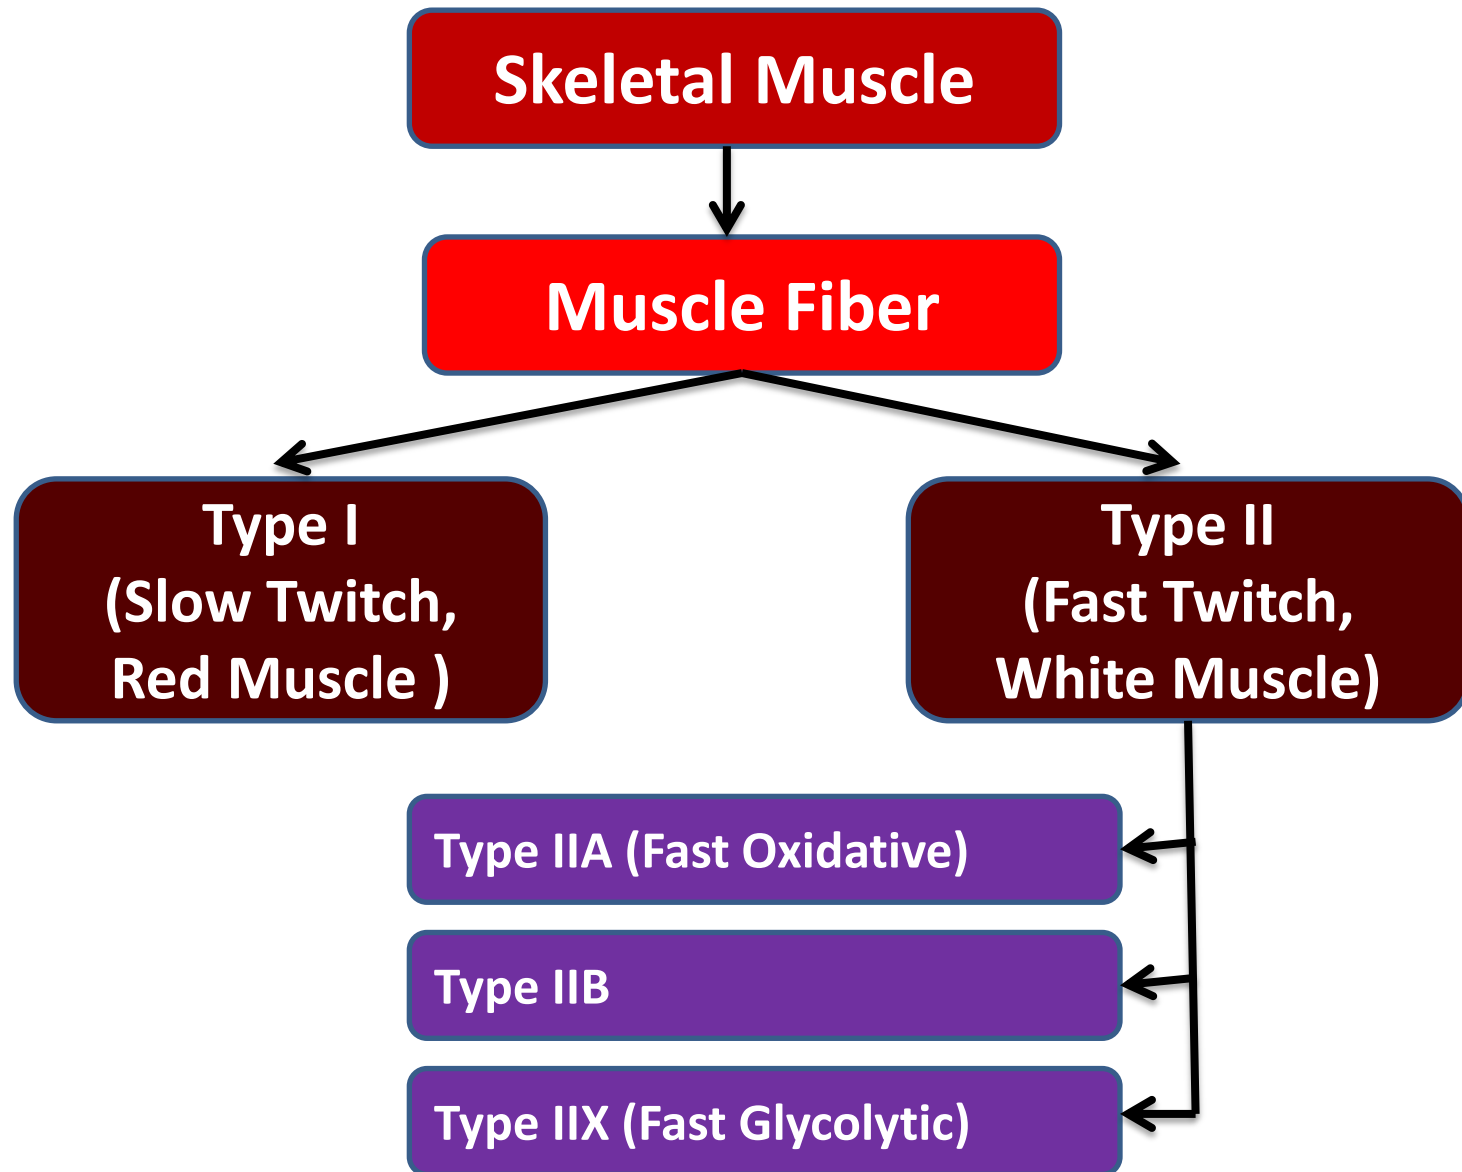 Skeletal Muscle
Muscle Fiber
Type I
(Slow Twitch,
Red Muscle )
Type II
(Fast Twitch,
White Muscle)
Type IIA (Fast Oxidative)
Type IIB
Type IIX (Fast Glycolytic)